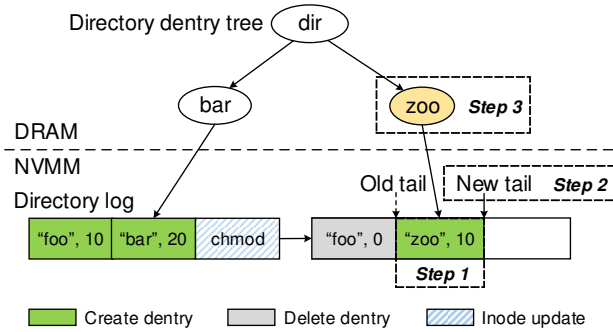 Directory dentry tree
dir
bar
zoo
Step 3
DRAM
NVMM
Old tail
New tail
Step 2
Directory log
“foo”, 10
“bar”, 20
chmod
“foo”, 0
“zoo”, 10
Step 1
Create dentry
Delete dentry
Inode update